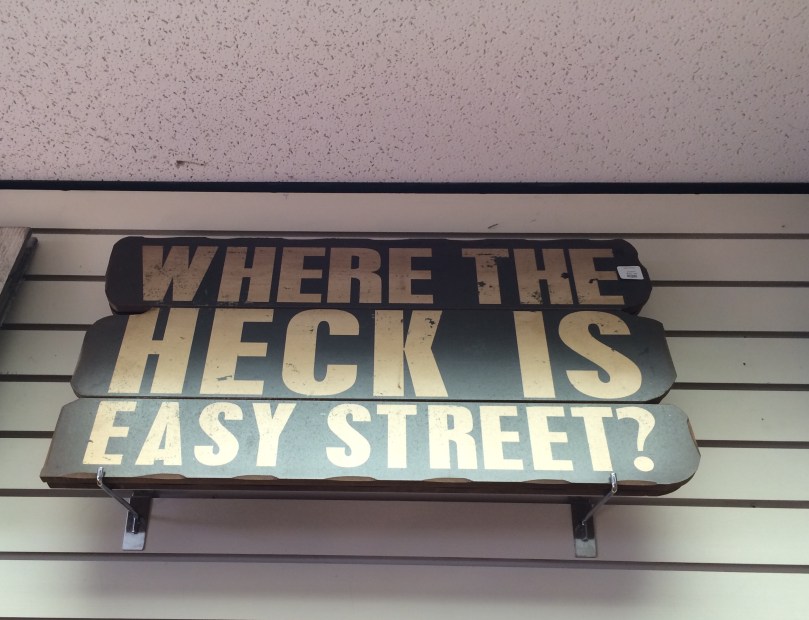 WHERE THE
HECK IS
EASY STREET?